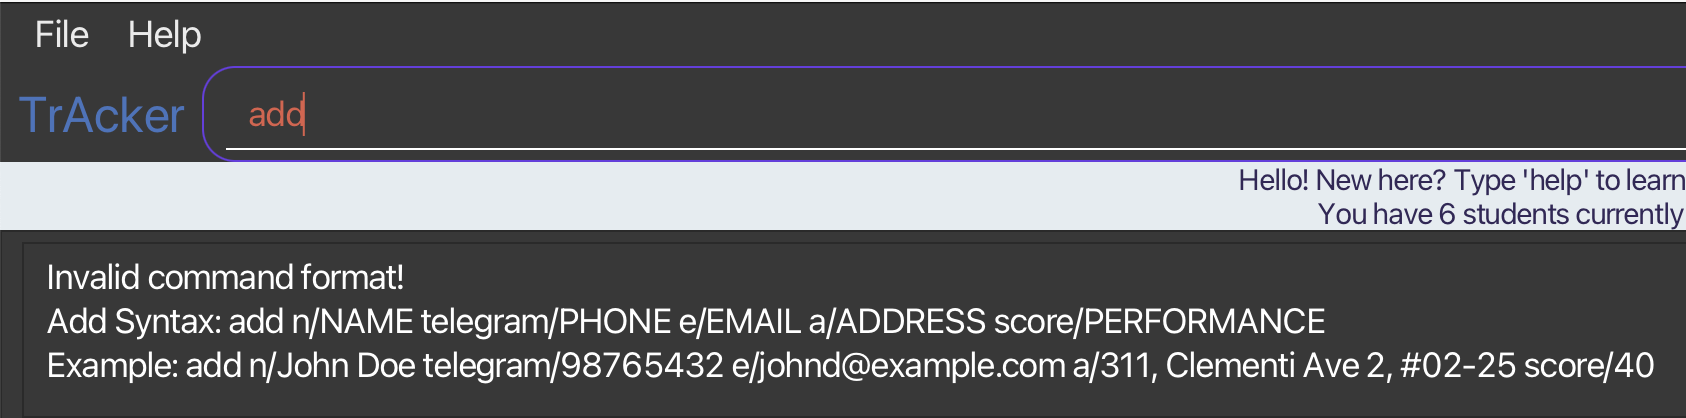 File Help
TrAcker add
Hello! New here? Type 'help' to learn
You have 6 students currently
Invalid command format!
Add Syntax: add n/NAME telegram/PHONE e/EMAIL a/ADDRESS score/PERFORMANCE
Example: add n/John Doe telegram/98765432 e/johnd@example.com a/311, Clementi Ave 2, #02-25 score/40